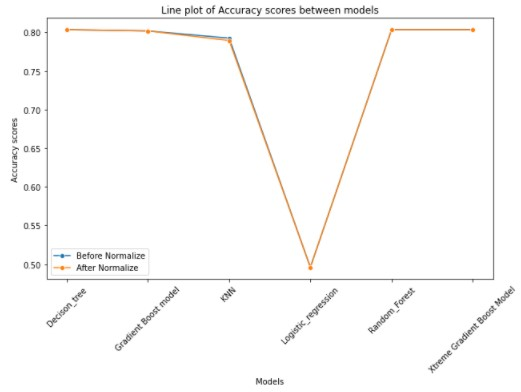 Line plot of Accuracy scores between models
Accuracy scores
0.80
0.75
0.70
0.65
0.60
0.55
0.50
Before Normalize
After Normalize
Decison_tree
Gradient Boost model
KNN
Logistic_regression
Random_Forest
Xtreme Gradient Boost Model
Models